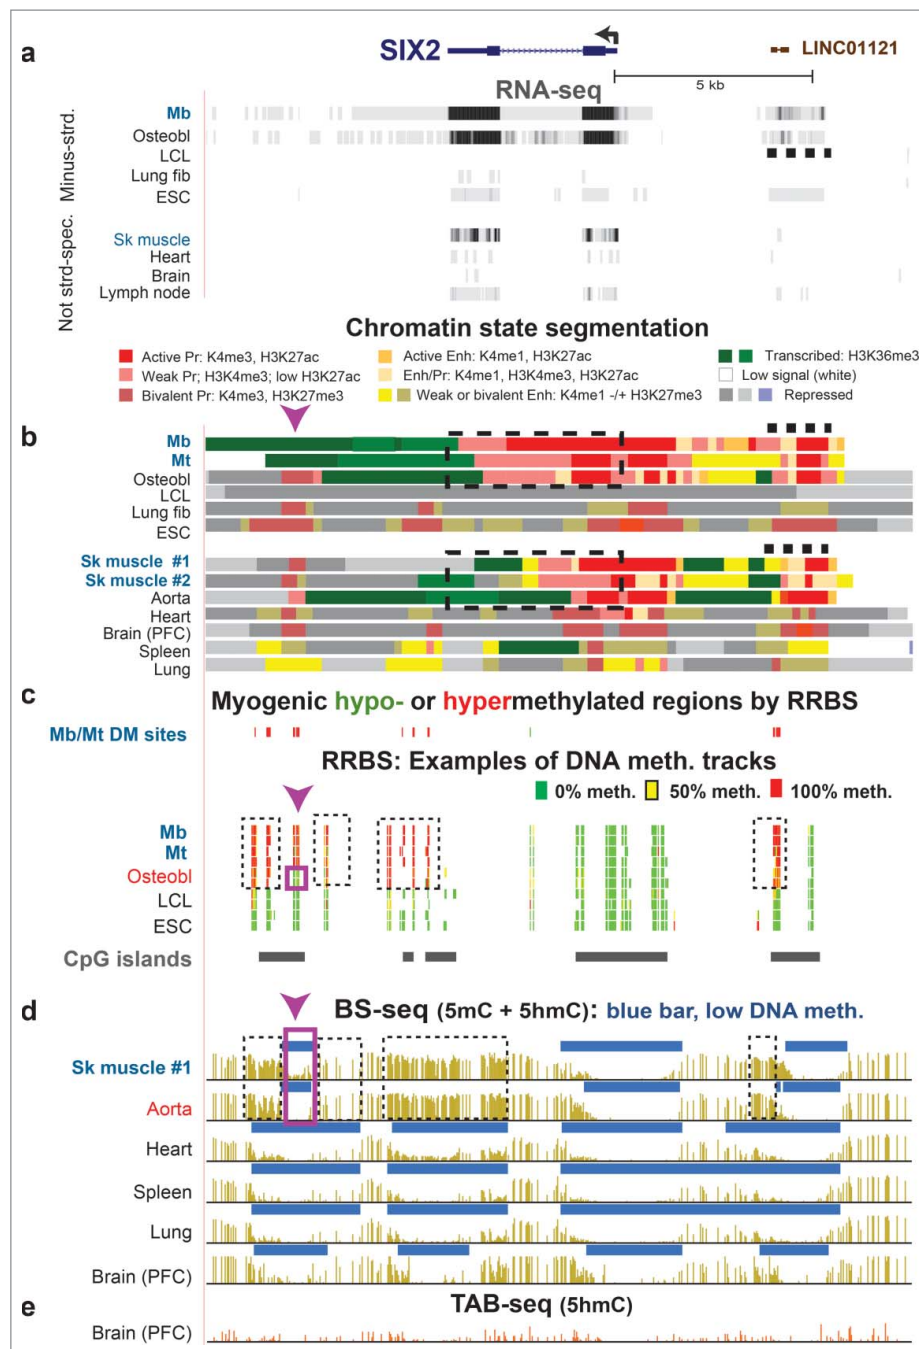 a
SIX2
LINC01121
5 kb
RNA-seq
Minus-strd.
Mb
Osteobl
LCL
Lung fib
ESC
Not strd-spec.
Sk muscle
Heart
Brain
Lymph node
Chromatin state segmentation
Active Pr: K4me3, H3K27ac
Active Enh: K4me1, H3K27ac
Transcribed: H3K36me3
Weak Pr; H3K4me3; low H3K27ac
Enh/Pr: K4me1, H3K4me3, H3K27ac
Low signal (white)
Bivalent Pr: K4me3, H3K27me3
Weak or bivalent Enh: K4me1 -/+ H3K27me3
Repressed
b
Mb
Mt
Osteobl
LCL
Lung fib
ESC
Sk muscle #1
Sk muscle #2
Aorta
Heart
Brain (PFC)
Spleen
Lung
c
Myogenic hypo- or hypermethylated regions by RRBS
Mb/Mt DM sites
RRBS: Examples of DNA meth. tracks
0% meth. 50% meth. 100% meth.
Mb
Mt
Osteobl
LCL
ESC
CpG islands
d
BS-seq (5mC + 5hmC): blue bar, low DNA meth.
Sk muscle #1
Aorta
Heart
Spleen
Lung
Brain (PFC)
e
TAB-seq (5hmC)
Brain (PFC)